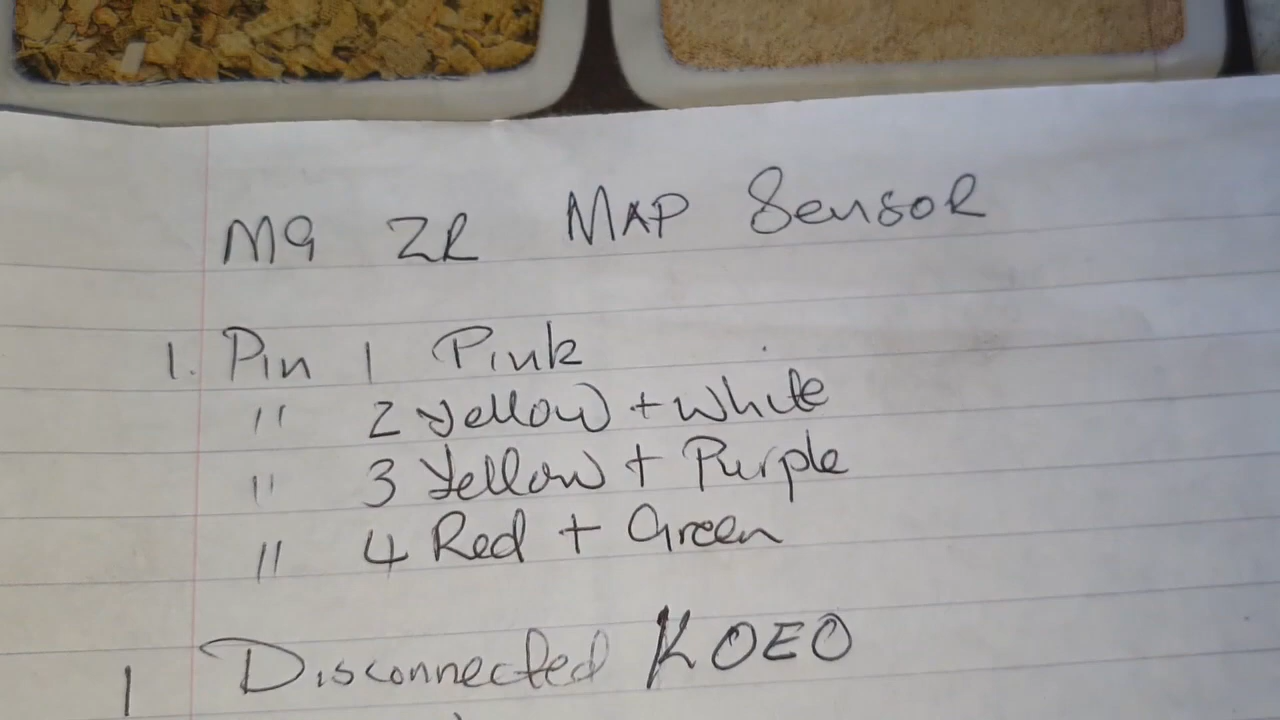 MG ZR MAP Sensor
1. Pin 1 Pink
" 2 Yellow + White
" 3 Yellow + Purple
" 4 Red + Green
1 Disconnected KOEO